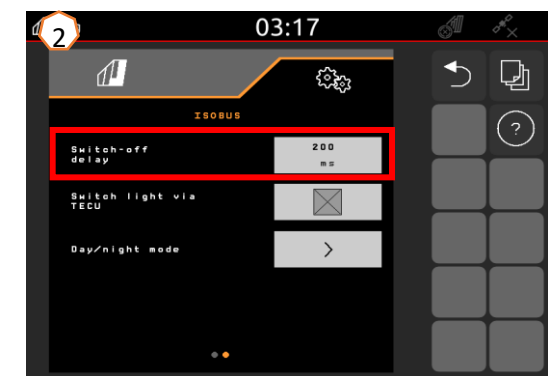 2
03:17
ISOBUS
Switch-off
delay
200
ms
Switch light via
TECU
Day/night mode
?